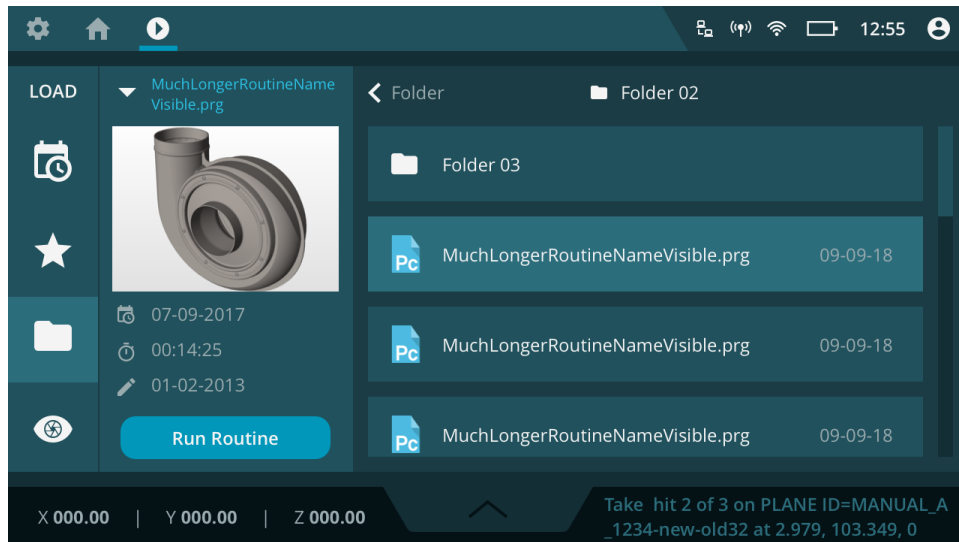 12:55
LOAD
MuchLongerRoutineName
Visible.prg
07-09-2017
00:14:25
01-02-2013
Run Routine
Folder
Folder 02
Folder 03
Pc MuchLongerRoutineNameVisible.prg 09-09-18
Pc MuchLongerRoutineNameVisible.prg 09-09-18
Pc MuchLongerRoutineNameVisible.prg 09-09-18
X 000.00 | Y 000.00 | Z 000.00
Take hit 2 of 3 on PLANE ID=MANUAL_A
_1234-new-old32 at 2.979, 103.349, 0